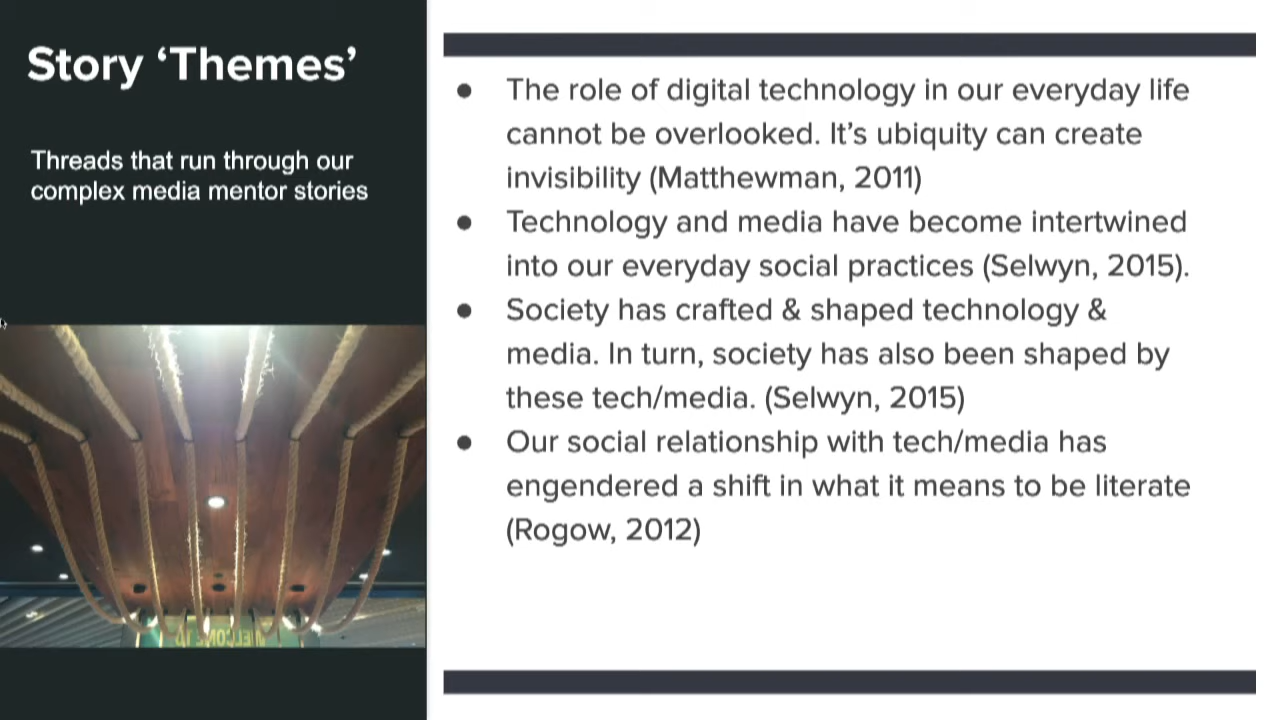 Story ‘Themes’
Threads that run through our
complex media mentor stories
● The role of digital technology in our everyday life
cannot be overlooked. It’s ubiquity can create
invisibility (Matthewman, 2011)
● Technology and media have become intertwined
into our everyday social practices (Selwyn, 2015).
● Society has crafted & shaped technology &
media. In turn, society has also been shaped by
these tech/media. (Selwyn, 2015)
● Our social relationship with tech/media has
engendered a shift in what it means to be literate
(Rogow, 2012)
WELCOME TO